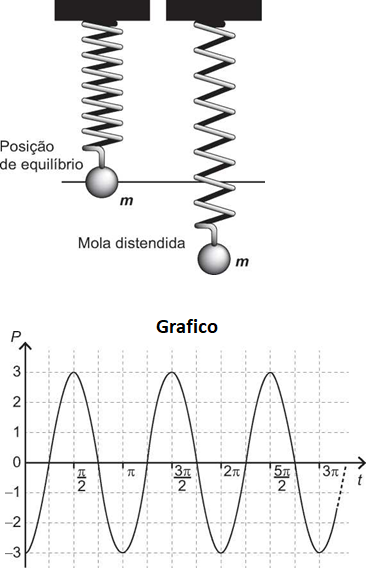 Posição
de equilíbrio
m
Mola distendida
m
Grafico
P
3
2
1
0
π/2
π
3π/2
2π
5π/2
3π
t
−1
−2
−3